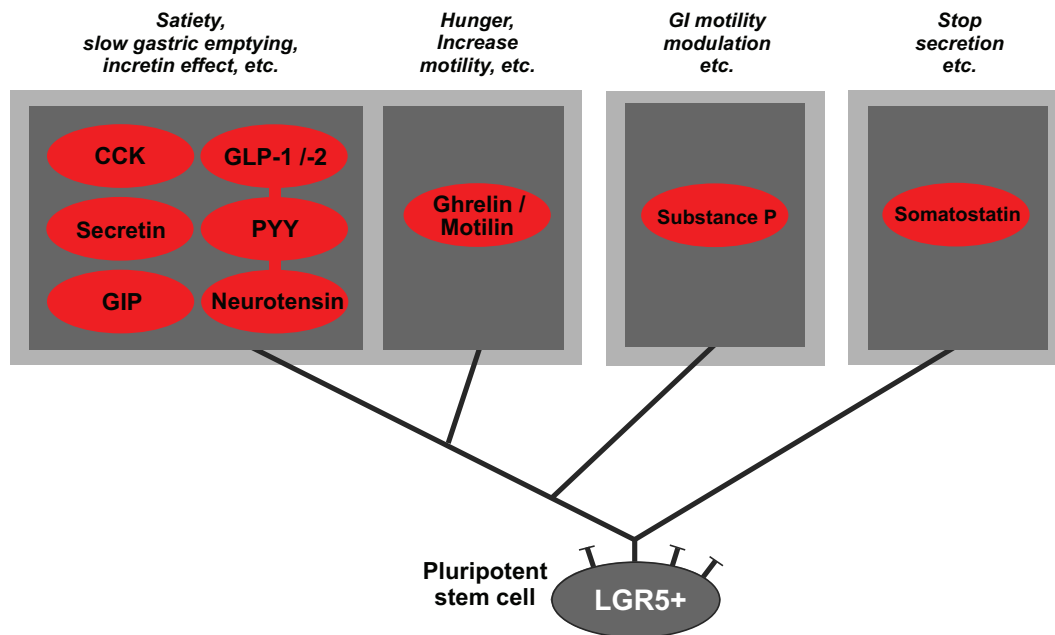 Satiety,
slow gastric emptying,
incretin effect, etc.
Hunger,
Increase
motility, etc.
GI motility
modulation
etc.
Stop
secretion
etc.
CCK
GLP-1 /-2
Secretin
PYY
GIP
Neurotensin
Ghrelin /
Motilin
Substance P
Somatostatin
Pluripotent
stem cell
LGR5+